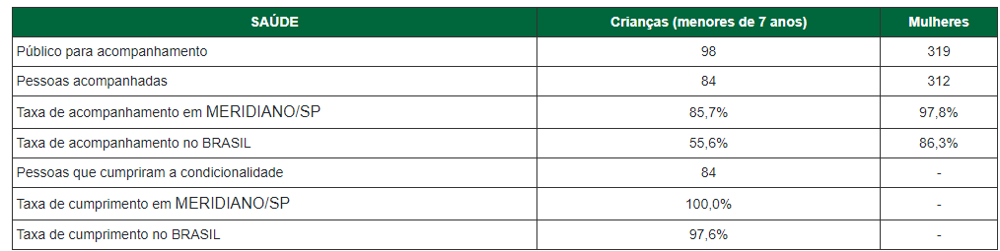 SAÚDE Crianças (menores de 7 anos) Mulheres
Público para acompanhamento 98 319
Pessoas acompanhadas 84 312
Taxa de acompanhamento em MERIDIANO/SP 85,7% 97,8%
Taxa de acompanhamento no BRASIL 55,6% 86,3%
Pessoas que cumpriram a condicionalidade 84 -
Taxa de cumprimento em MERIDIANO/SP 100,0% -
Taxa de cumprimento no BRASIL 97,6% -